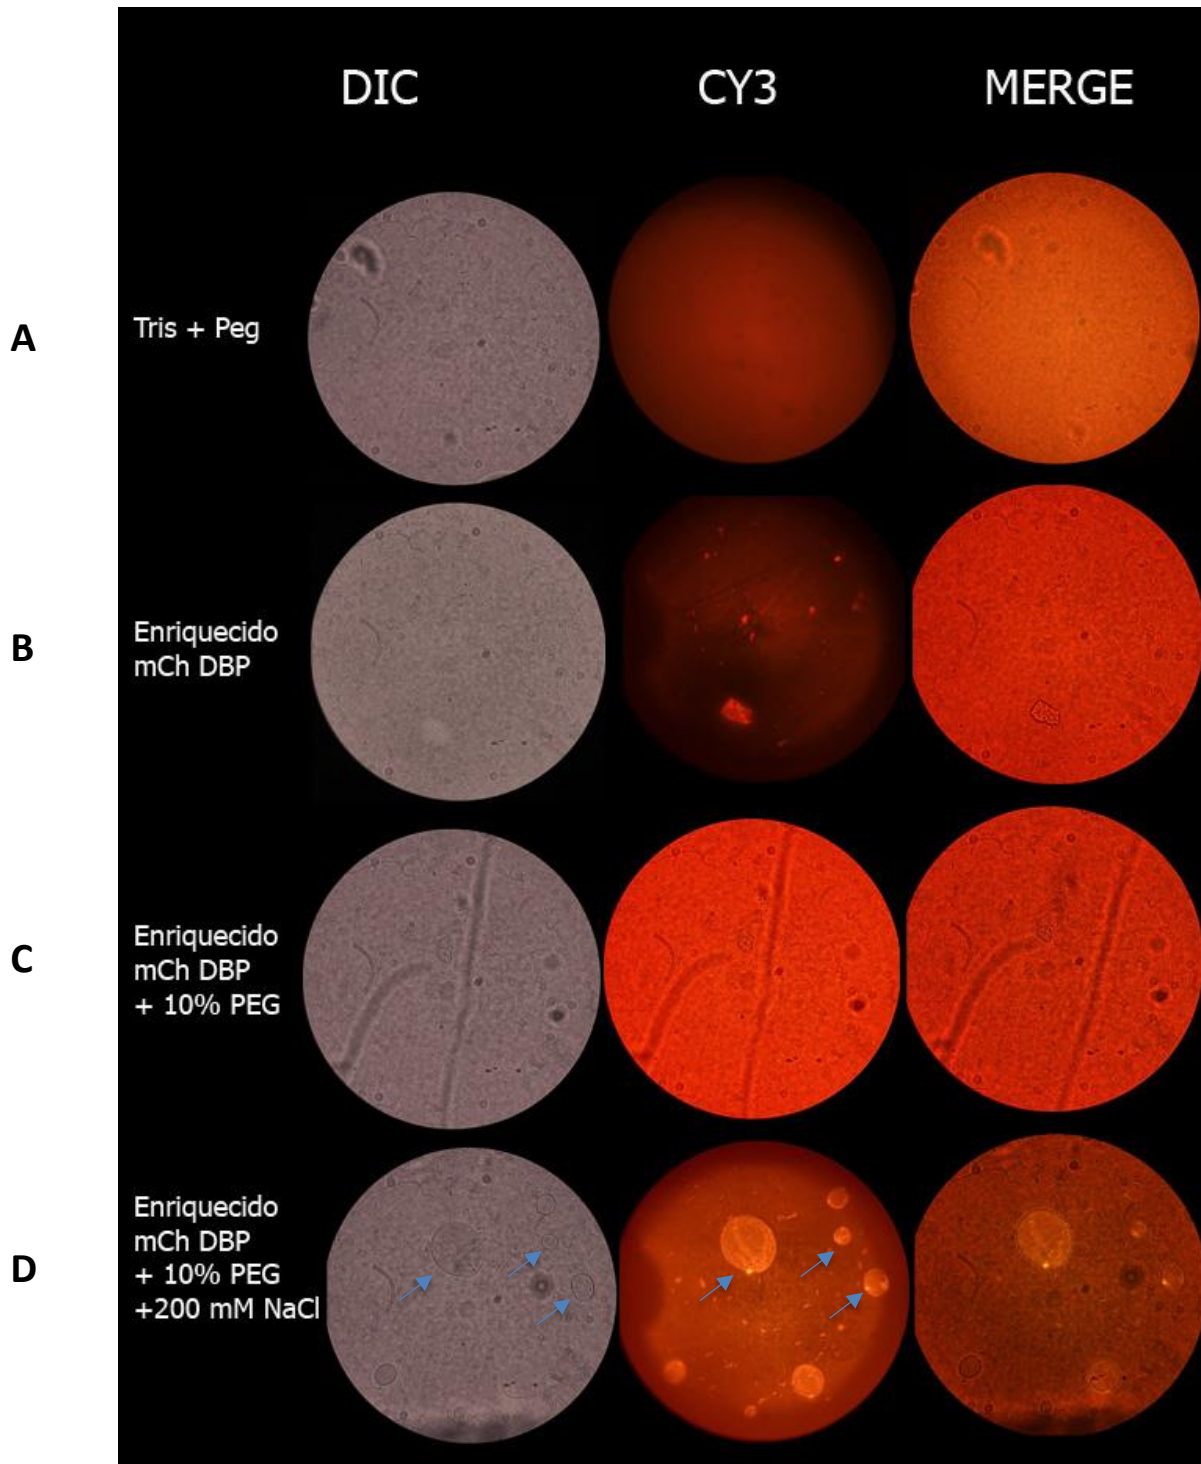 DIC CY3 MERGE
A
Tris + Peg
B
Enriquecido
mCh DBP
C
Enriquecido
mCh DBP
+ 10% PEG
D
Enriquecido
mCh DBP
+ 10% PEG
+200 mM NaCl